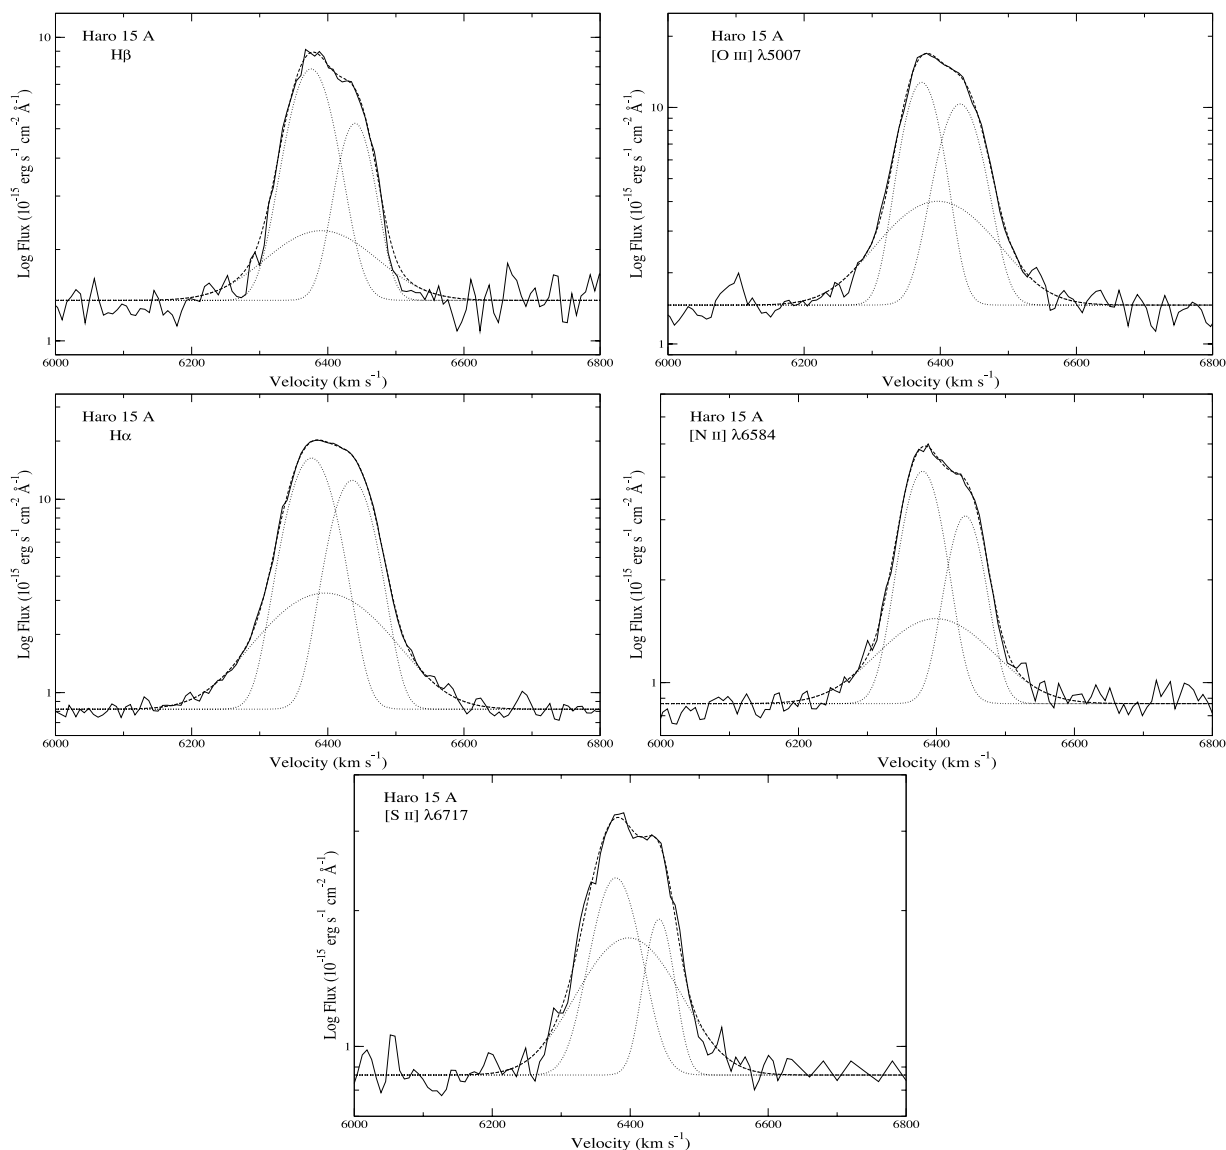 Haro 15 A
Hβ
10
1
Log Flux (10⁻¹⁵ erg s⁻¹ cm⁻² Å⁻¹)
6000 6200 6400 6600 6800
Velocity (km s⁻¹)
Haro 15 A
[O III] λ5007
10
1
Log Flux (10⁻¹⁵ erg s⁻¹ cm⁻² Å⁻¹)
6000 6200 6400 6600 6800
Velocity (km s⁻¹)
Haro 15 A
Hα
10
1
Log Flux (10⁻¹⁵ erg s⁻¹ cm⁻² Å⁻¹)
6000 6200 6400 6600 6800
Velocity (km s⁻¹)
Haro 15 A
[N II] λ6584
1
Log Flux (10⁻¹⁵ erg s⁻¹ cm⁻² Å⁻¹)
6000 6200 6400 6600 6800
Velocity (km s⁻¹)
Haro 15 A
[S II] λ6717
1
Log Flux (10⁻¹⁵ erg s⁻¹ cm⁻² Å⁻¹)
6000 6200 6400 6600 6800
Velocity (km s⁻¹)